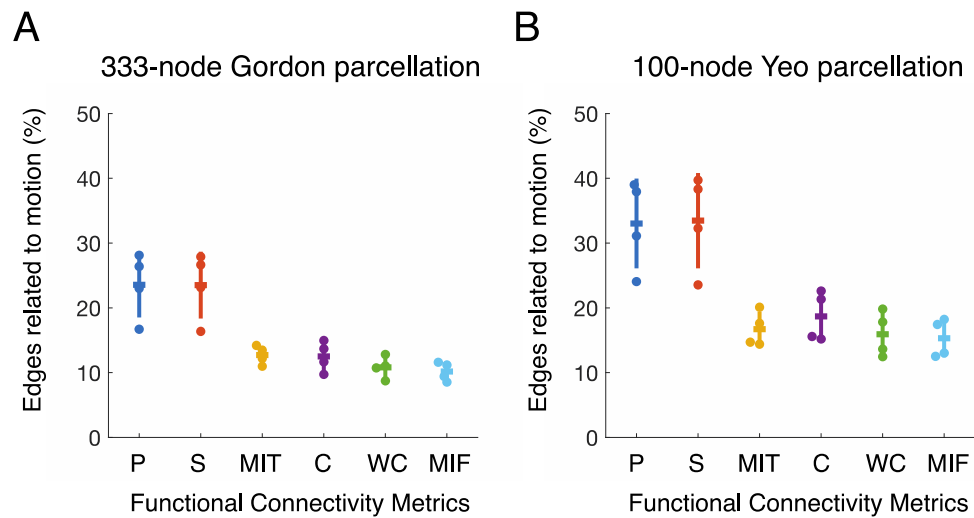 A
333-node Gordon parcellation
Edges related to motion (%)
50
40
30
20
10
0
P S MIT C WC MIF
Functional Connectivity Metrics
B
100-node Yeo parcellation
Edges related to motion (%)
50
40
30
20
10
0
P S MIT C WC MIF
Functional Connectivity Metrics